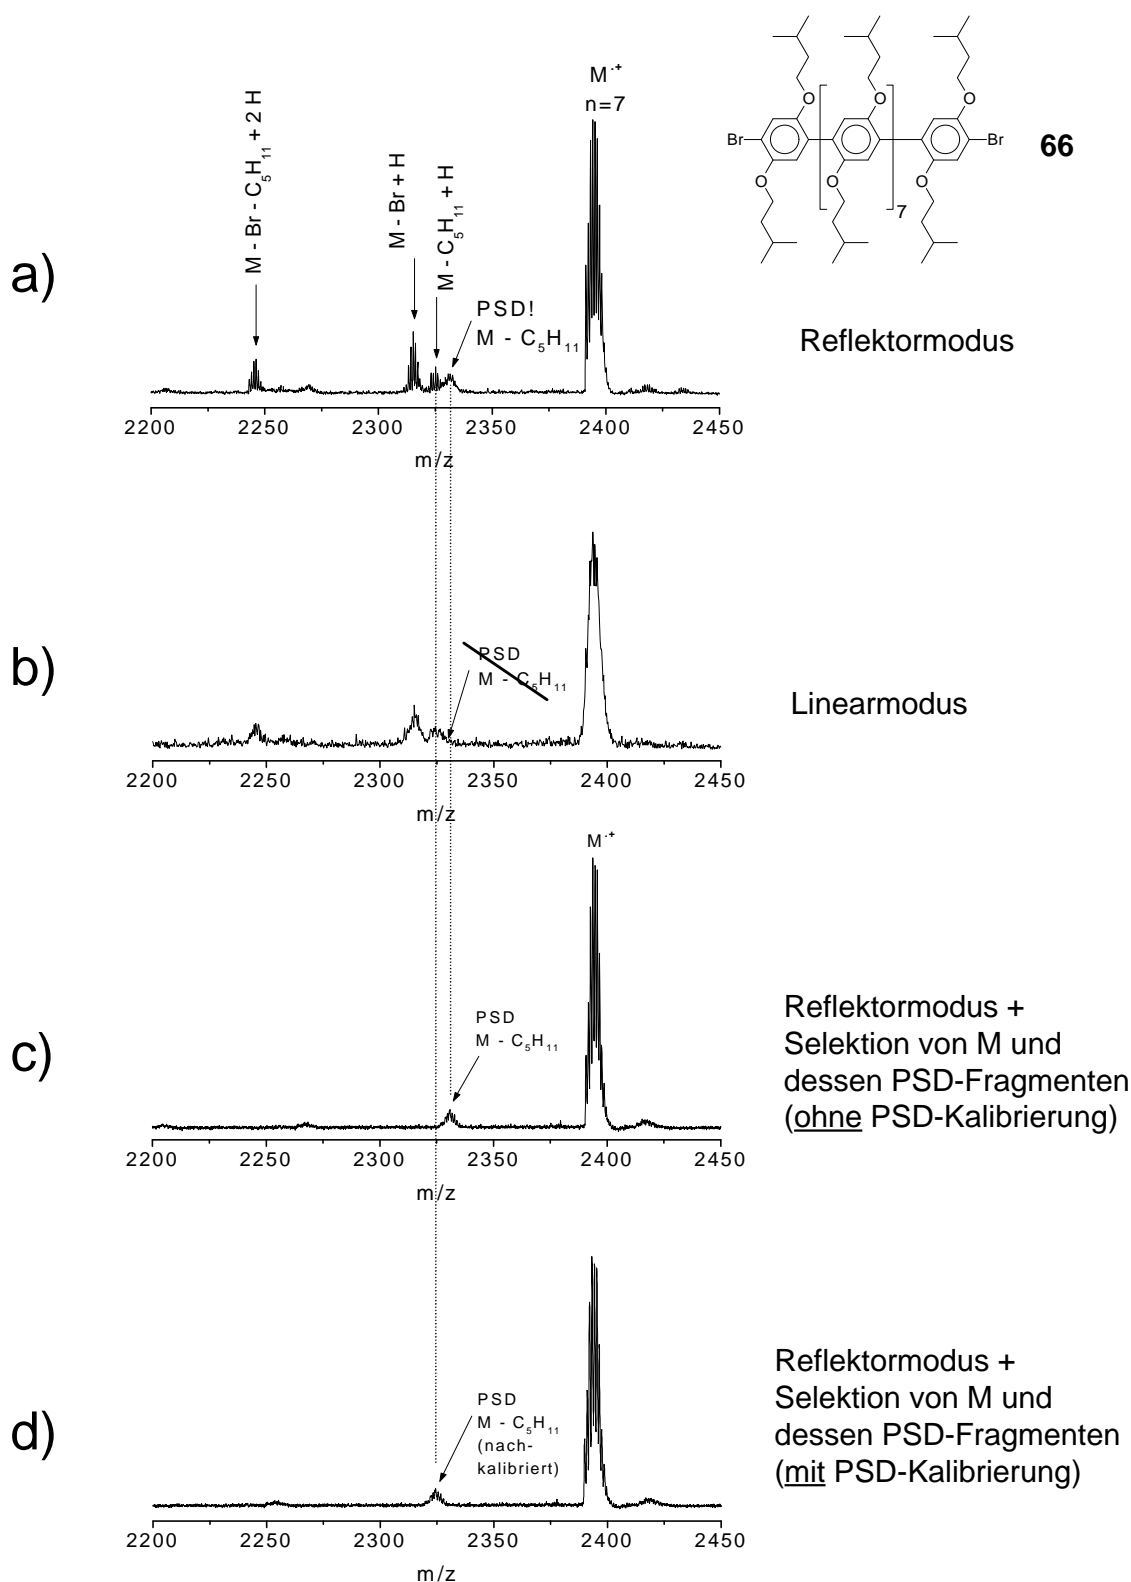 a)
M - Br - C5H11 + 2 H
M - Br + H
M - C5H11 + H
PSD!
M - C5H11
M·+
n=7
Br
O
O
O
O
O
O
Br
7
66
Reflektormodus
2200 2250 2300 2350 2400 2450
m/z
b)
PSD
M - C5H11
Linearmodus
2200 2250 2300 2350 2400 2450
m/z
c)
M·+
PSD
M - C5H11
Reflektormodus +
Selektion von M und
dessen PSD-Fragmenten
(ohne PSD-Kalibrierung)
2200 2250 2300 2350 2400 2450
m/z
d)
PSD
M - C5H11
(nach-
kalibriert)
Reflektormodus +
Selektion von M und
dessen PSD-Fragmenten
(mit PSD-Kalibrierung)
2200 2250 2300 2350 2400 2450
m/z